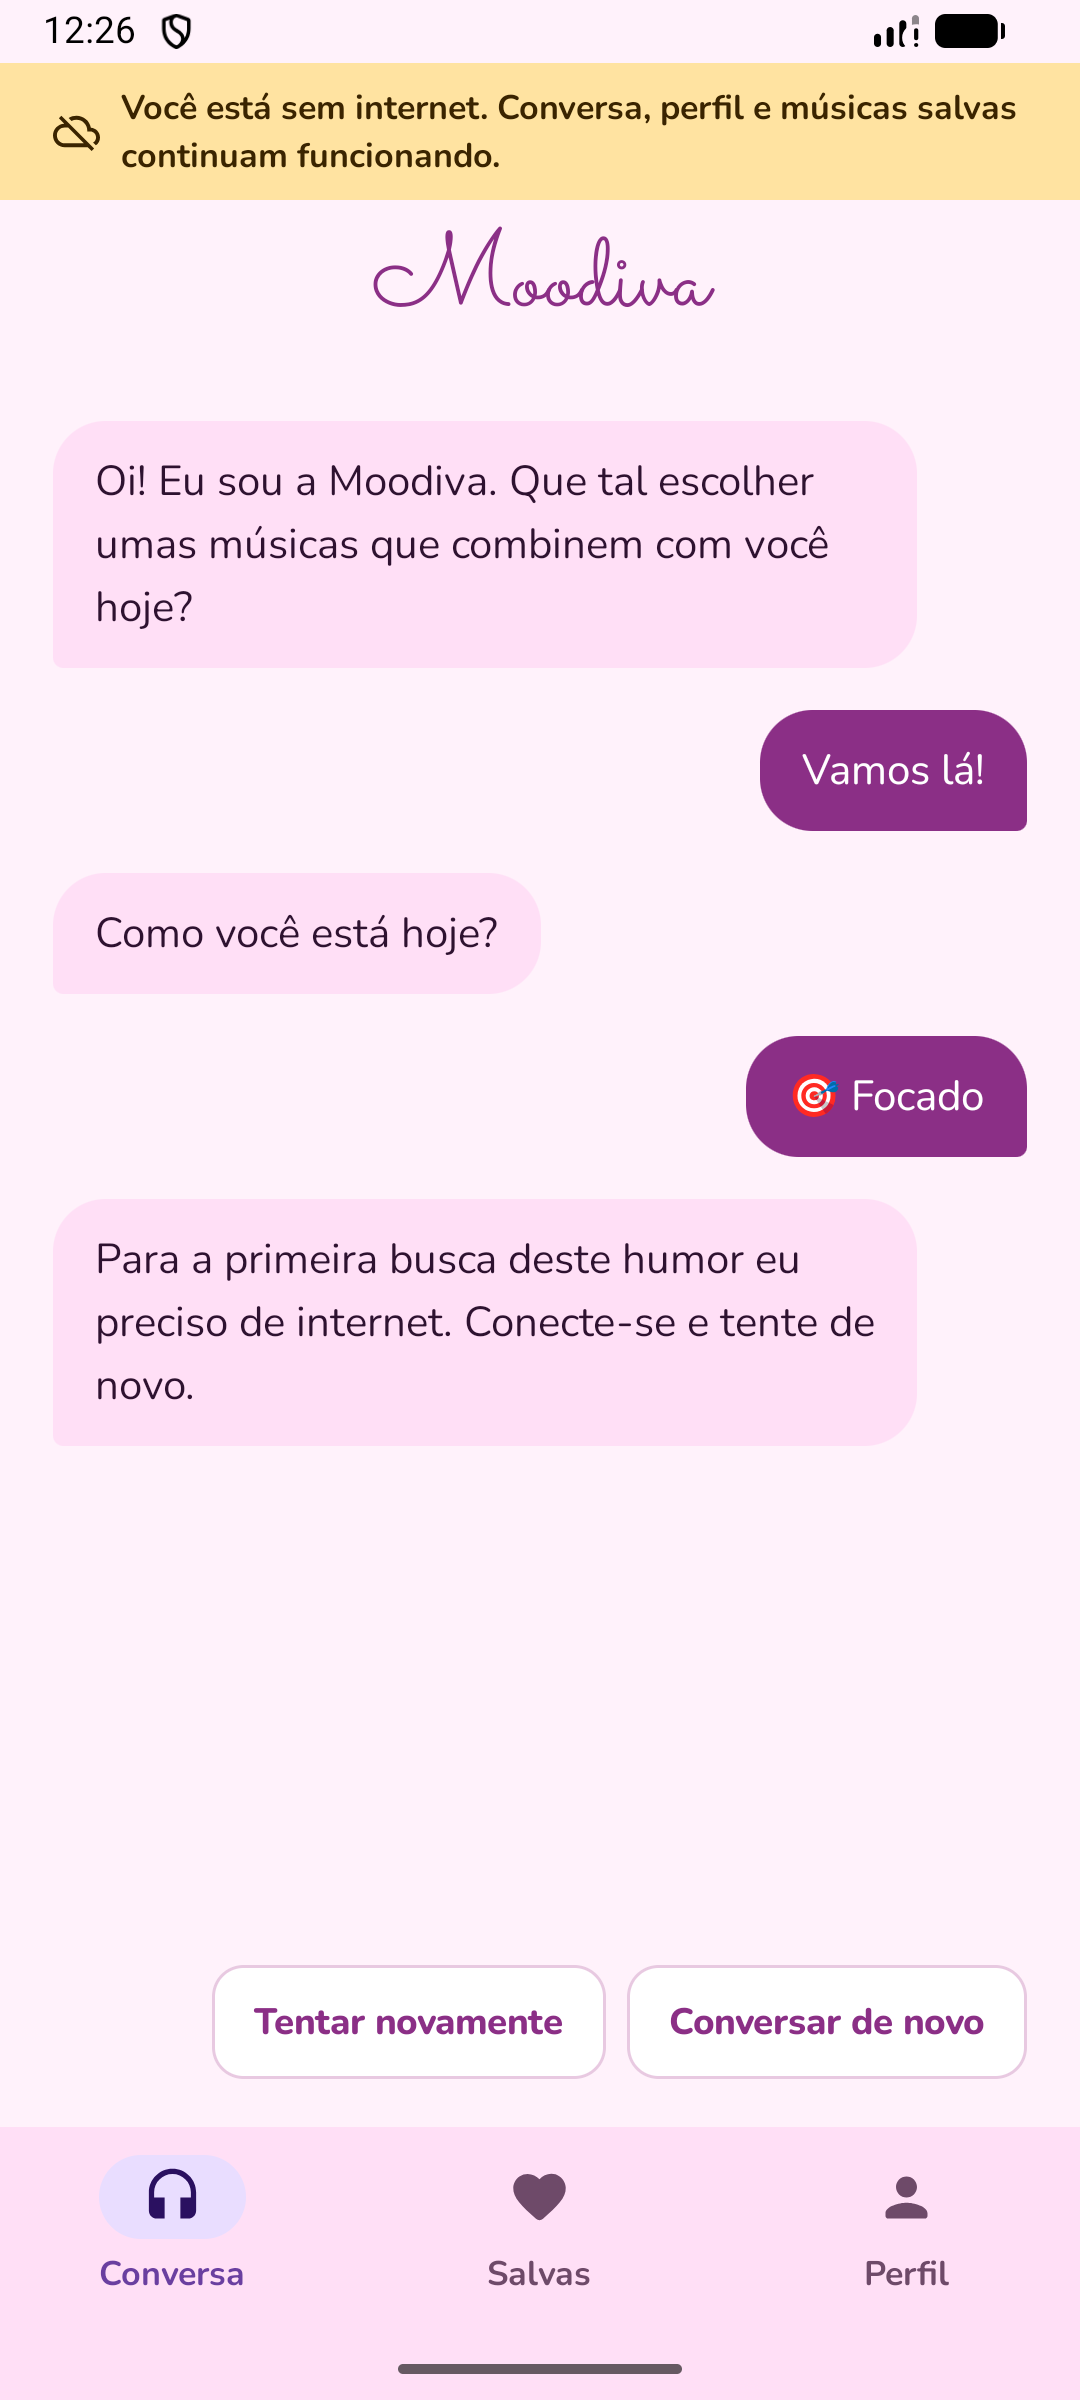 12:26
Você está sem internet. Conversa, perfil e músicas salvas
continuam funcionando.
Moodiva
Oi! Eu sou a Moodiva. Que tal escolher
umas músicas que combinem com você
hoje?
Vamos lá!
Como você está hoje?
🎯 Focado
Para a primeira busca deste humor eu
preciso de internet. Conecte-se e tente de
novo.
Tentar novamente
Conversar de novo
Conversa
Salvas
Perfil